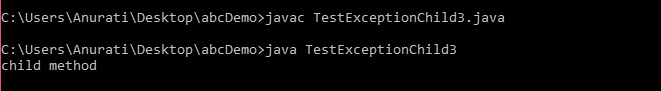 C:\Users\Anurati\Desktop\abcDemo>javac TestExceptionChild3.java
C:\Users\Anurati\Desktop\abcDemo>java TestExceptionChild3
child method